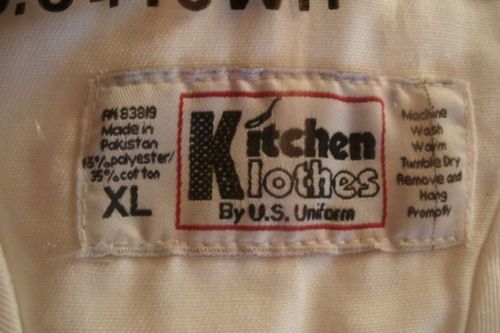 RN 83819
Made in
Pakistan
65% polyester/
35% cotton
XL
Kitchen
Klothes
By U.S. Uniform
Machine
Wash
Warm
Tumble Dry
Remove and
Hang
Promptly